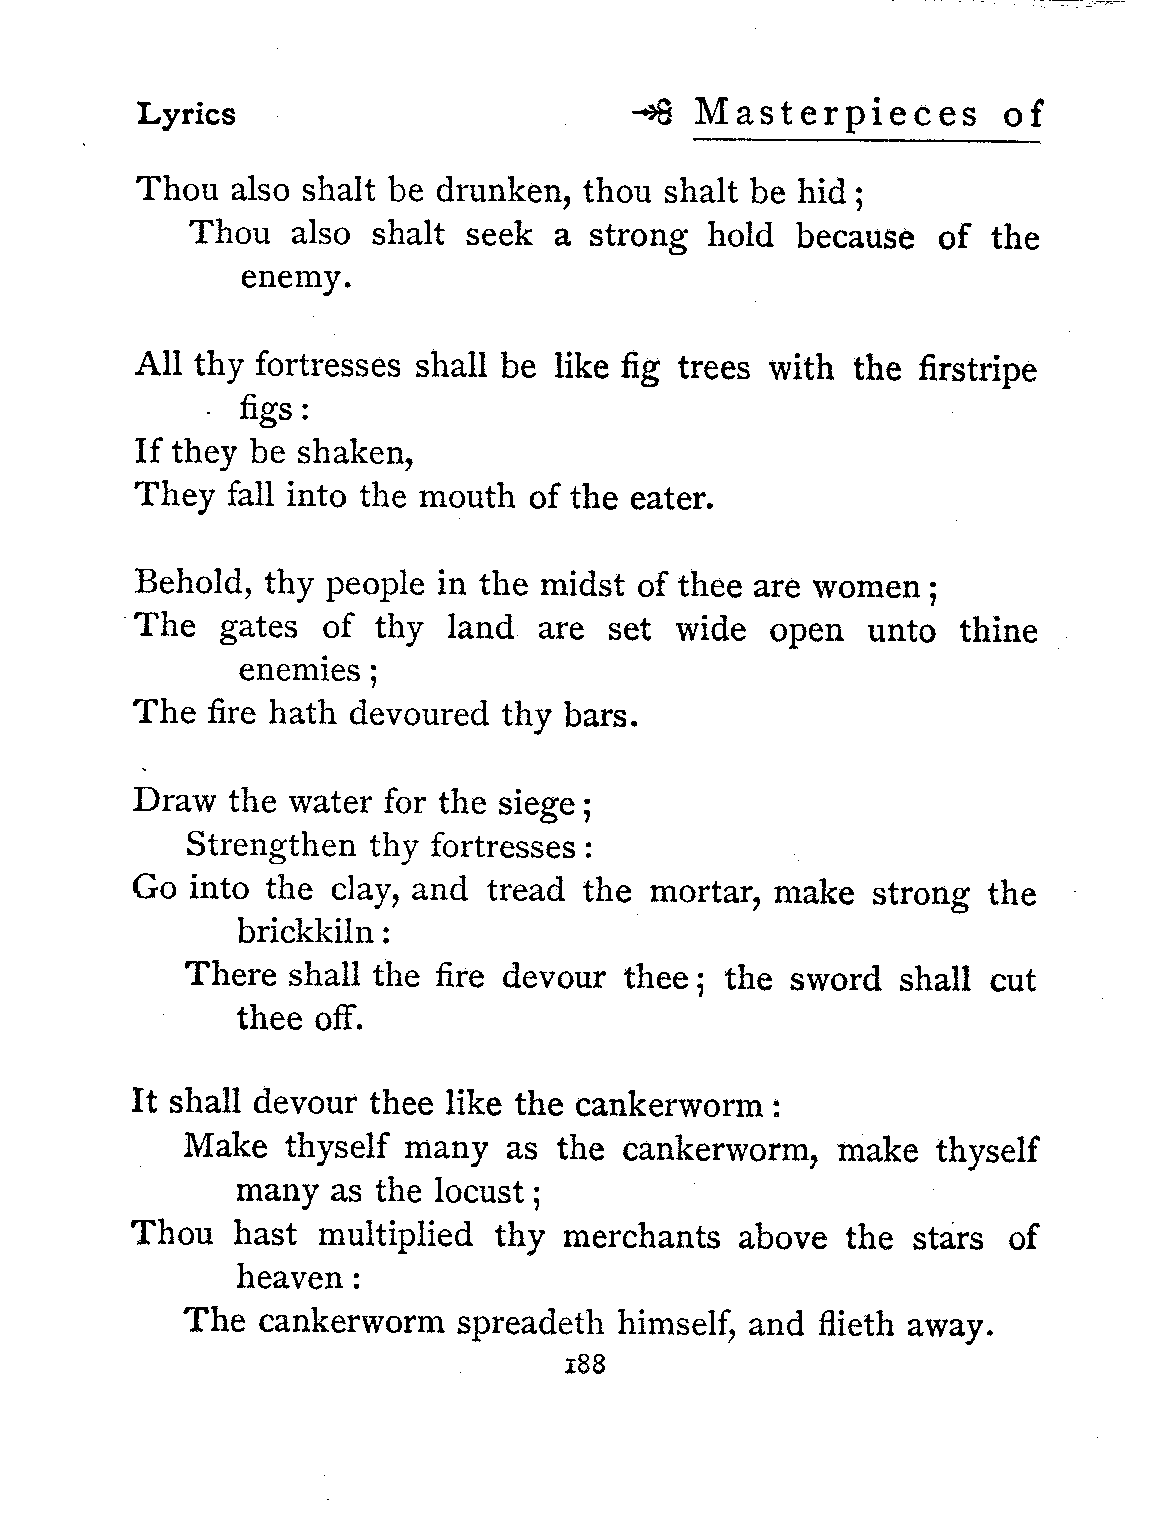 Lyrics Masterpieces of
Thou also shalt be drunken, thou shalt be hid;
Thou also shalt seek a strong hold because of the
enemy.
All thy fortresses shall be like fig trees with the firstripe
figs:
If they be shaken,
They fall into the mouth of the eater.
Behold, thy people in the midst of thee are women;
The gates of thy land are set wide open unto thine
enemies;
The fire hath devoured thy bars.
Draw the water for the siege;
Strengthen thy fortresses:
Go into the clay, and tread the mortar, make strong the
brickkiln:
There shall the fire devour thee; the sword shall cut
thee off.
It shall devour thee like the cankerworm:
Make thyself many as the cankerworm, make thyself
many as the locust;
Thou hast multiplied thy merchants above the stars of
heaven:
The cankerworm spreadeth himself, and flieth away.
188